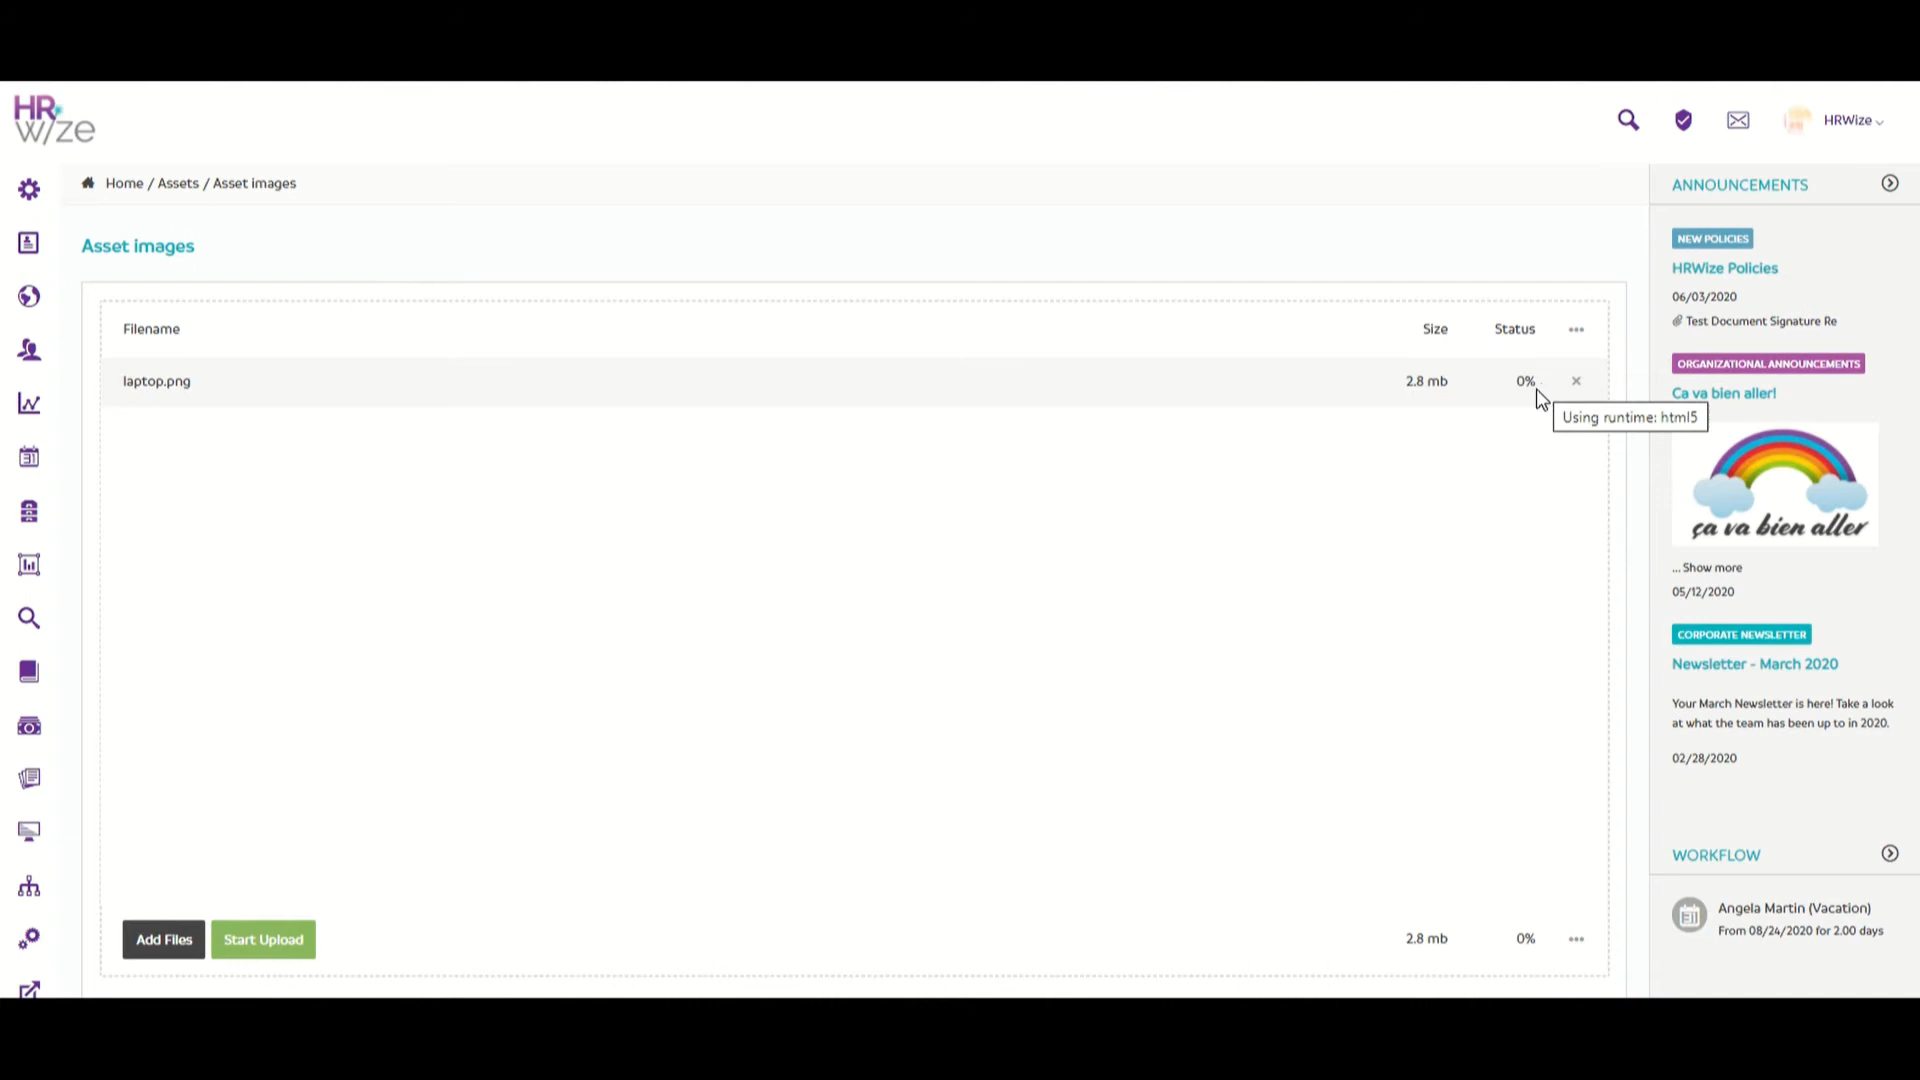 HR
wize
HRWize
Home / Assets / Asset images
Asset images
Filename Size Status •••
laptop.png 2.8 mb 0% ×
Using runtime: html5
Add Files Start Upload 2.8 mb 0% •••
ANNOUNCEMENTS
NEW POLICIES
HRWize Policies
06/03/2020
Test Document Signature Re
ORGANIZATIONAL ANNOUNCEMENTS
Ca va bien aller!
ça va bien aller
... Show more
05/12/2020
CORPORATE NEWSLETTER
Newsletter - March 2020
Your March Newsletter is here! Take a look
at what the team has been up to in 2020.
02/28/2020
WORKFLOW
31
Angela Martin (Vacation)
From 08/24/2020 for 2.00 days
31